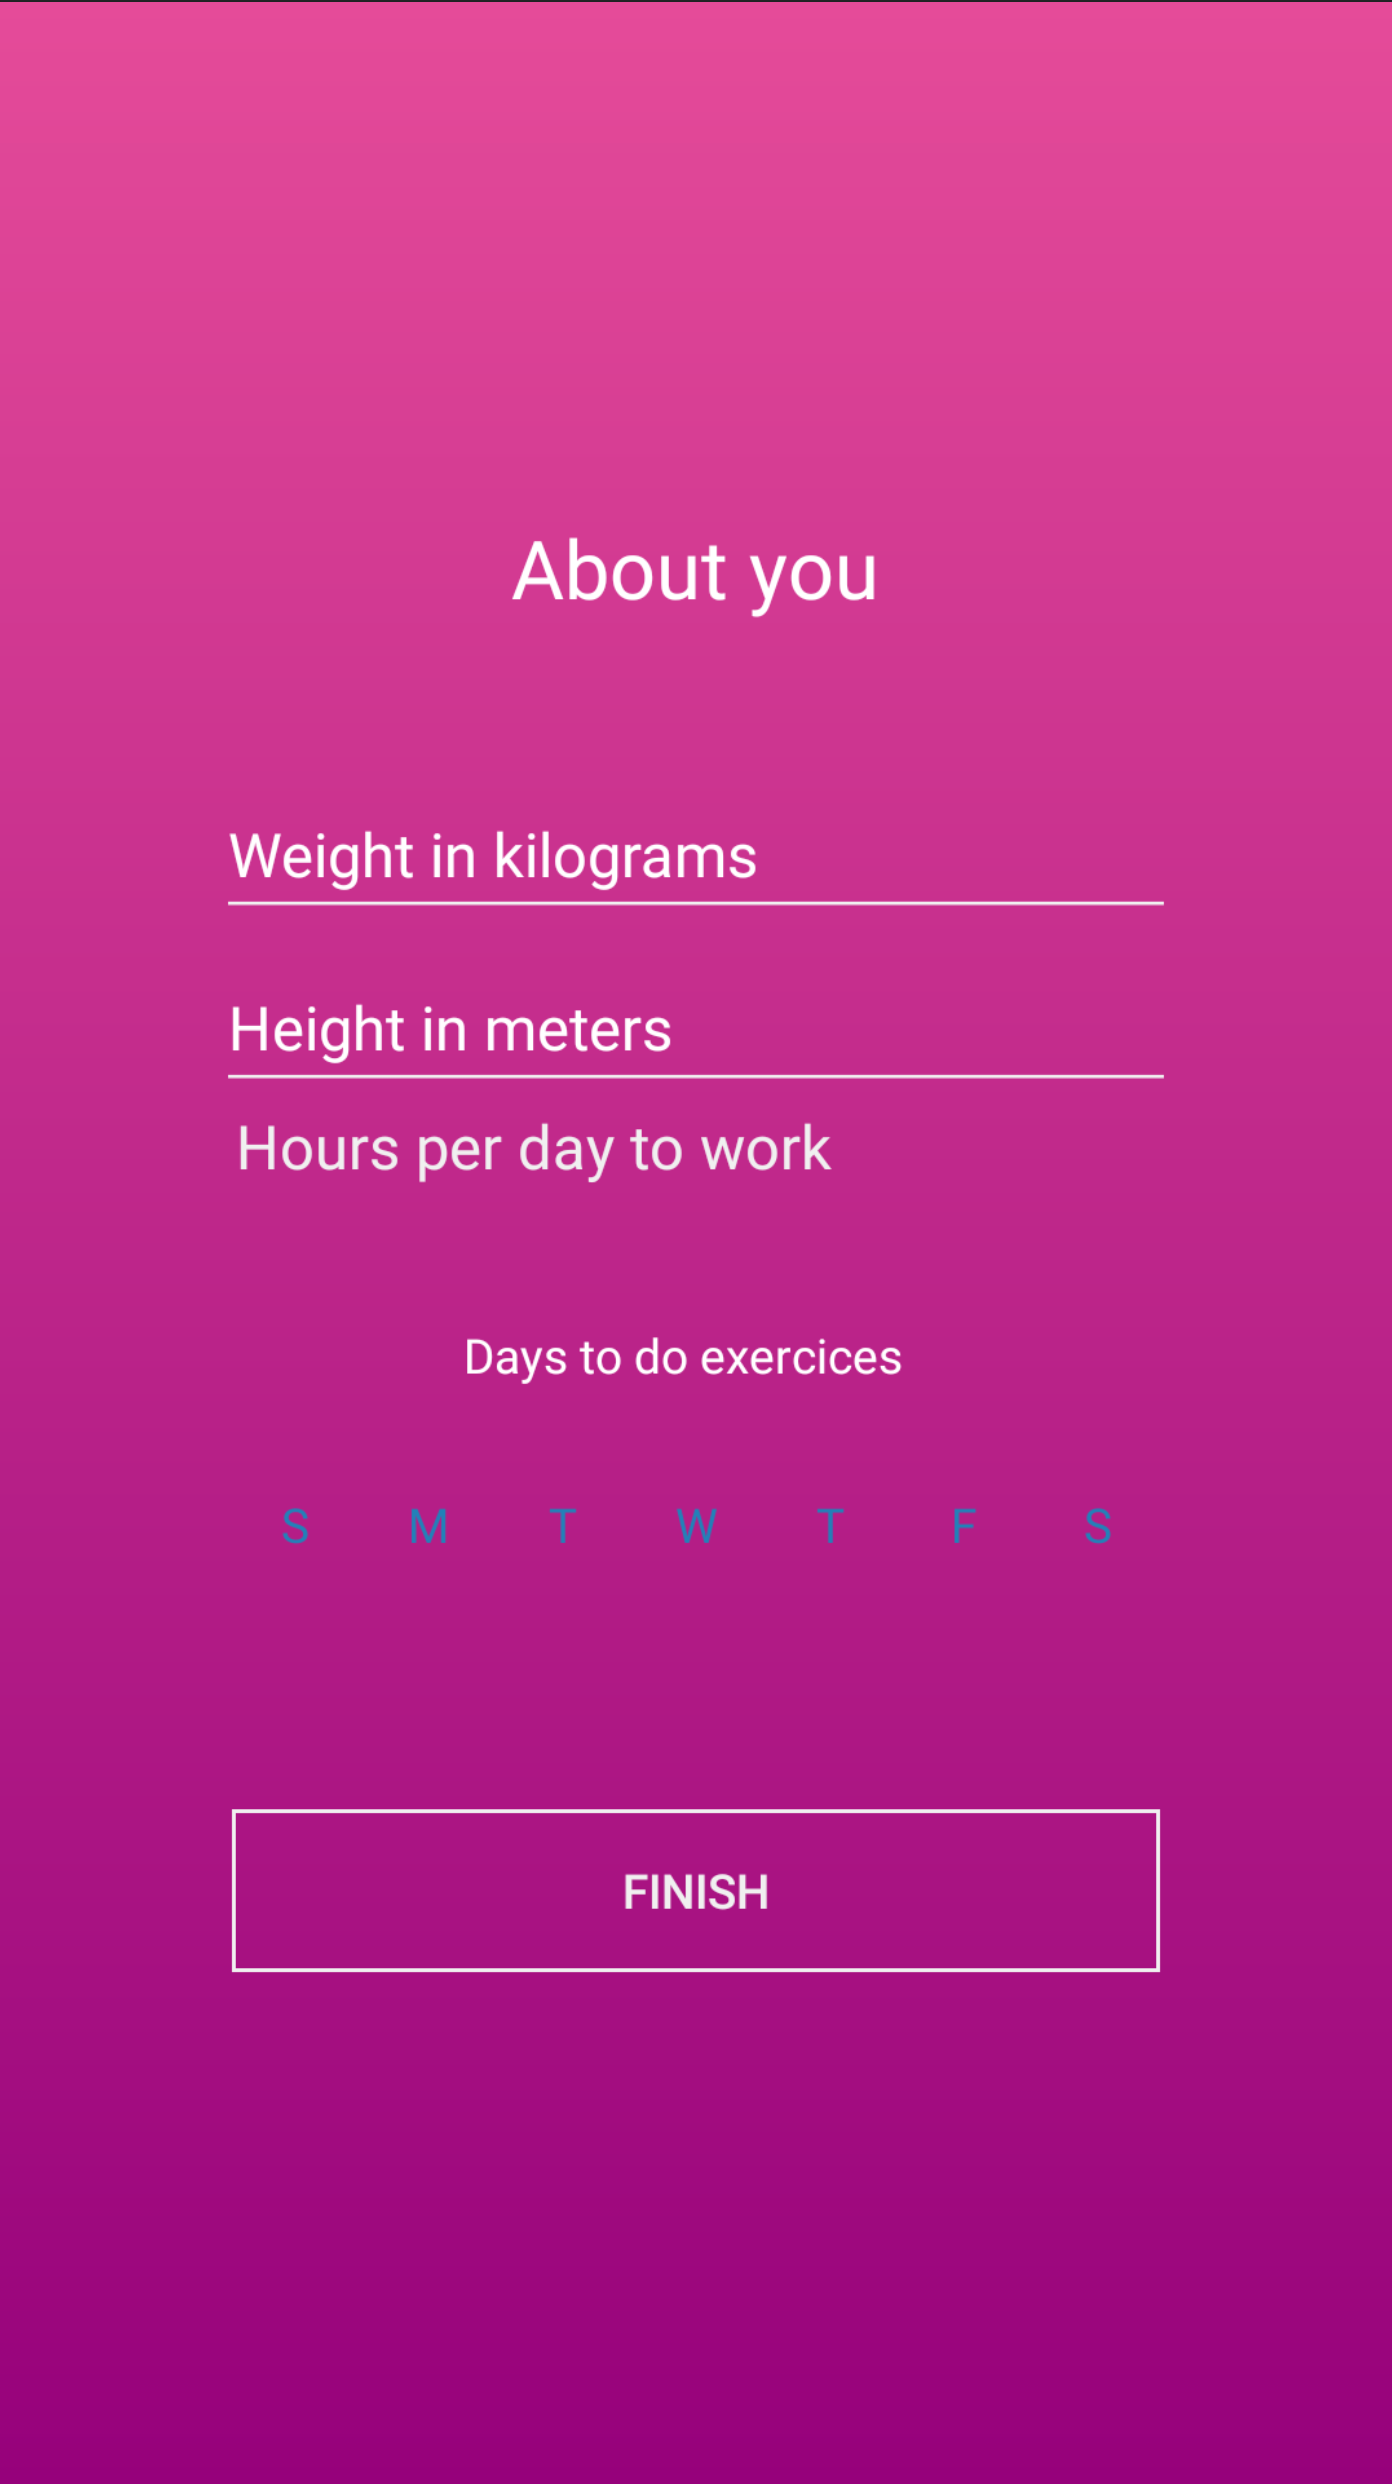 About you
Weight in kilograms
Height in meters
Hours per day to work
Days to do exercices
S M T W T F S
FINISH